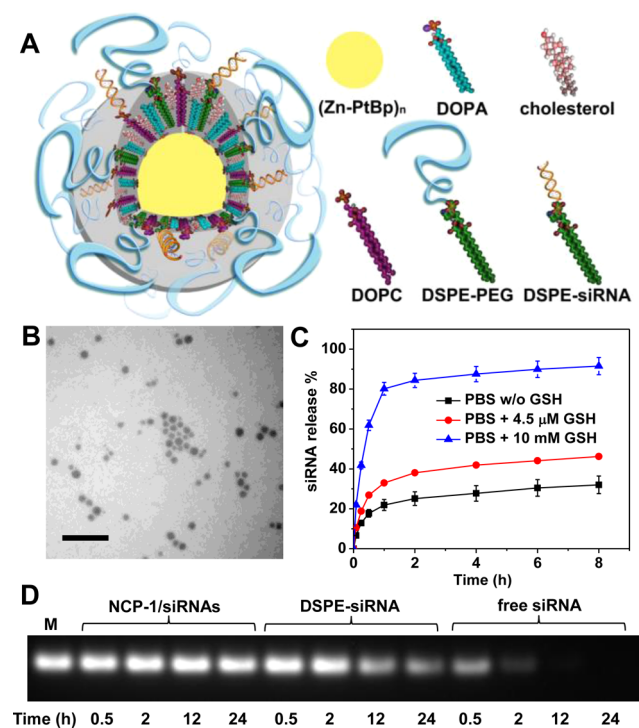 A
(Zn-PtBp)n
DOPA
cholesterol
DOPC
DSPE-PEG
DSPE-siRNA
B
C
siRNA release %
100
80
60
40
20
0
PBS w/o GSH
PBS + 4.5 μM GSH
PBS + 10 mM GSH
0 2 4 6 8
Time (h)
D
NCP-1/siRNAs DSPE-siRNA free siRNA
M
Time (h) 0.5 2 12 24 0.5 2 12 24 0.5 2 12 24